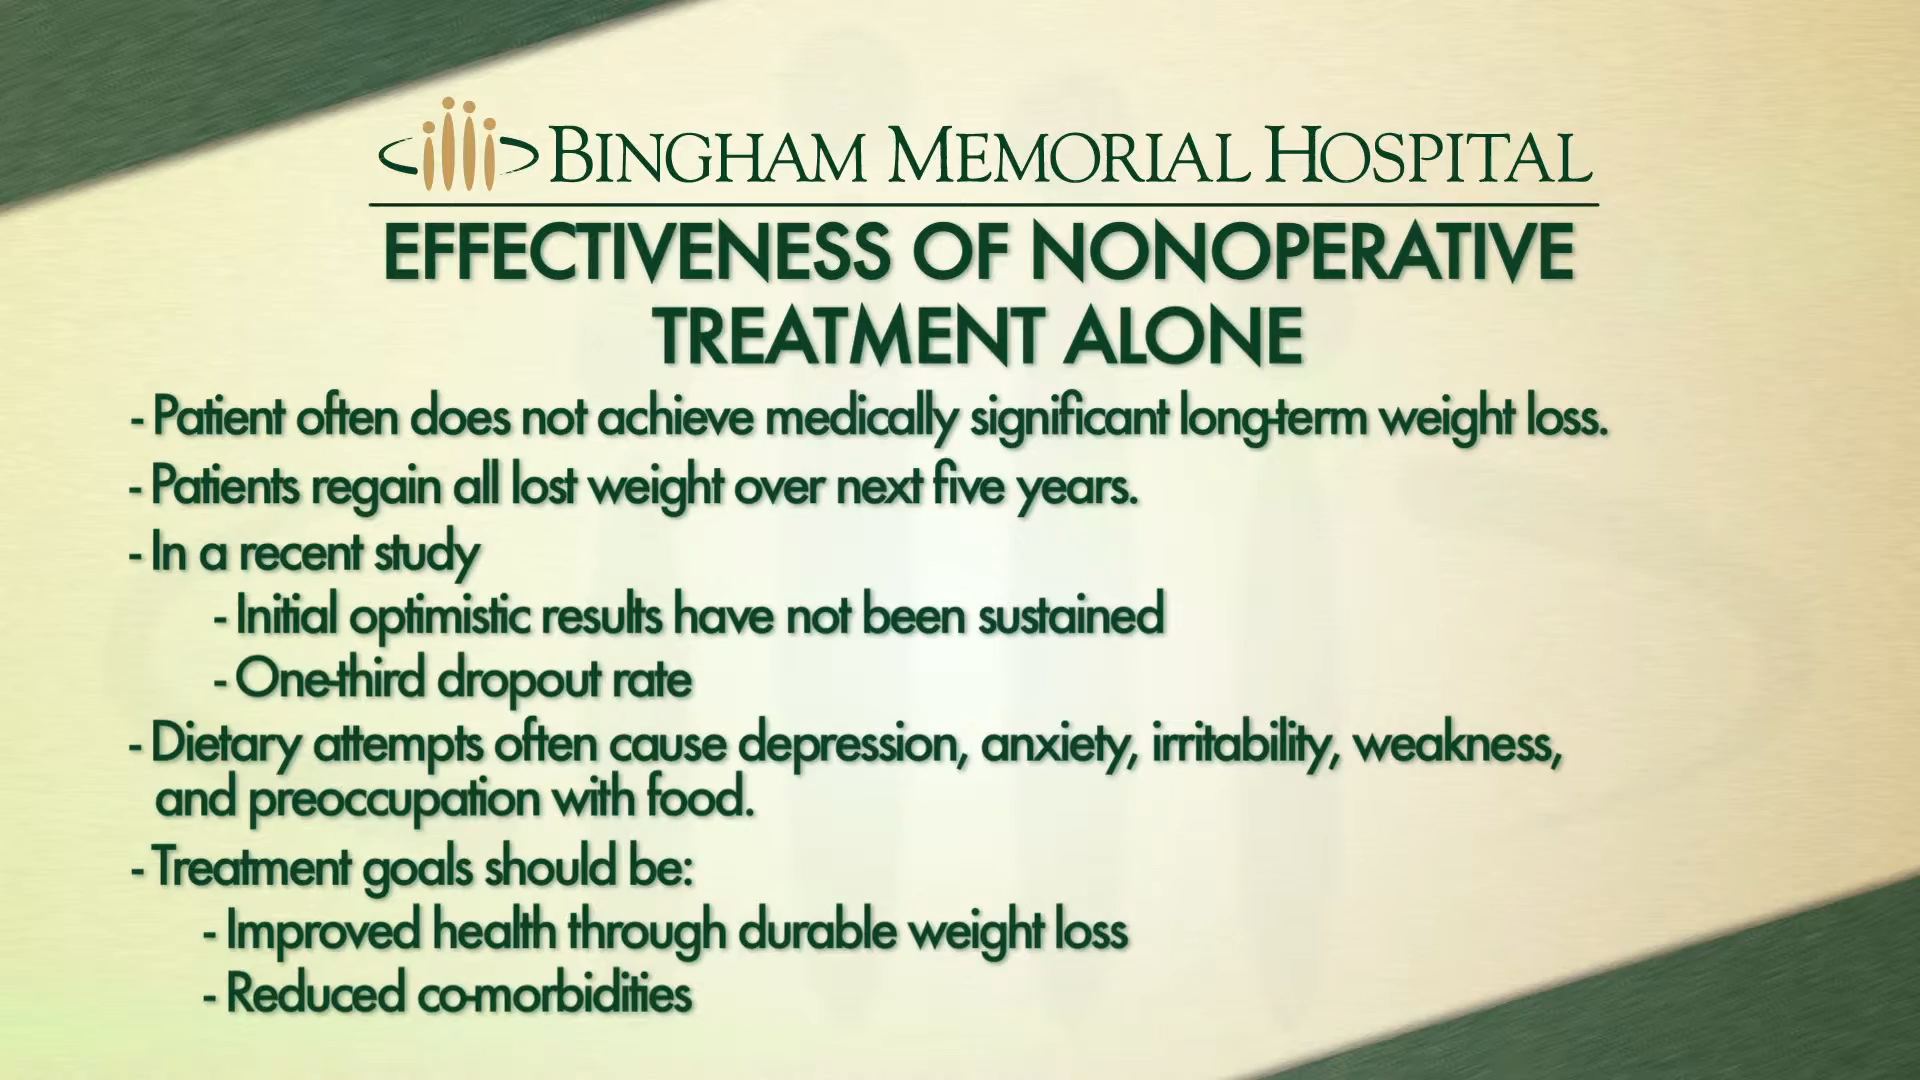 BINGHAM MEMORIAL HOSPITAL
EFFECTIVENESS OF NONOPERATIVE
TREATMENT ALONE
- Patient often does not achieve medically significant long-term weight loss.
- Patients regain all lost weight over next five years.
- In a recent study
- Initial optimistic results have not been sustained
- One-third dropout rate
- Dietary attempts often cause depression, anxiety, irritability, weakness,
and preoccupation with food.
- Treatment goals should be:
- Improved health through durable weight loss
- Reduced co-morbidities